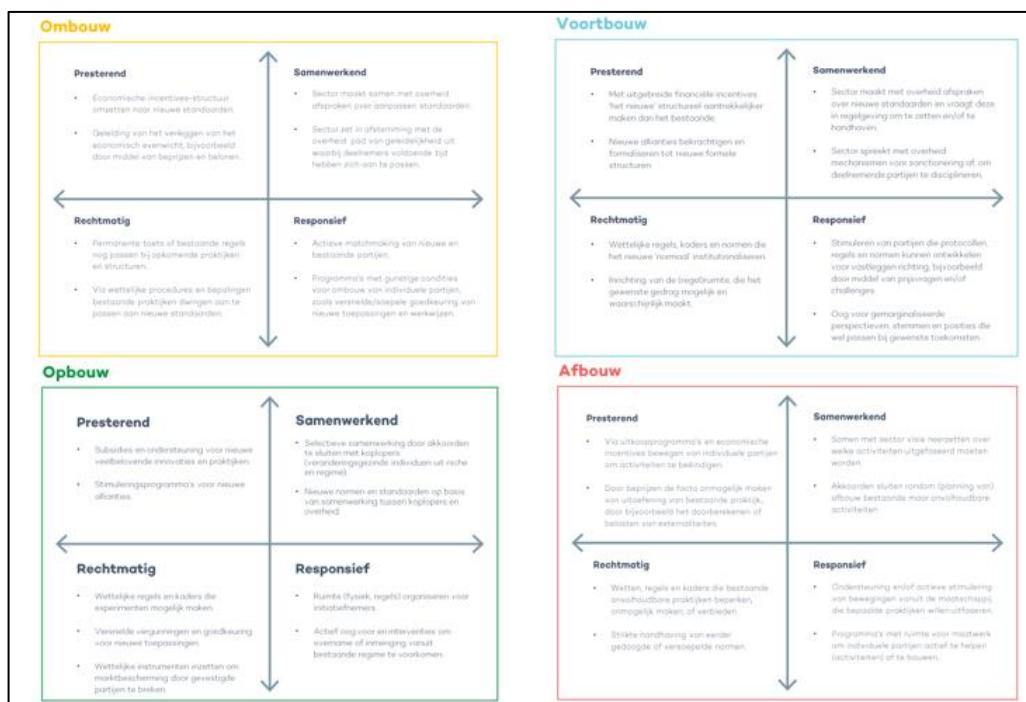 Ombouw
Presterend
• Economische incentives-structuur
omzetten naar nieuwe standaarden.
• Geleiding van het verleggen van het
economisch evenwicht, bijvoorbeeld
door middel van beprijzen en belonen.
Samenwerkend
• Sector maakt samen met overheid
afspraken over aanpassen standaarden.
• Sector zet in afstemming met de
overheid pad van geleidelijkheid uit
waarbij deelnemers voldoende tijd
hebben zich aan te passen.
Rechtmatig
• Permanente toets of bestaande regels
nog passen bij opkomende praktijken
en structuren.
• Via wettelijke procedures en bepalingen
bestaande praktijken dwingen aan te
passen aan nieuwe standaarden.
Responsief
• Actieve matchmaking van nieuwe en
bestaande partijen.
• Programma's met gunstige condities
voor ombouw van individuele partijen,
zoals versnelde/soepele goedkeuring van
nieuwe toepassingen en werkwijzen.
Voortbouw
Presterend
• Met uitgebreide financiële incentives
'het nieuwe' structureel aantrekkelijker
maken dan het bestaande.
• Nieuwe allianties bekrachtigen en
formaliseren tot nieuwe formele
structuren
Samenwerkend
• Sector maakt met overheid afspraken
over nieuwe standaarden en vraagt deze
in regelgeving om te zetten en/of te
handhaven.
• Sector spreekt met overheid
mechanismen voor sanctionering af, om
deelnemende partijen te disciplineren.
Rechtmatig
• Wettelijke regels, kaders en normen die
het nieuwe 'normaal' institutionaliseren.
• Inrichting van de (regel)ruimte, die het
gewenste gedrag mogelijk en
waarschijnlijk maakt.
Responsief
• Stimuleren van partijen die protocollen,
regels en normen kunnen ontwikkelen
voor vastleggen richting, bijvoorbeeld
door middel van prijsvragen en/of
challenges.
• Oog voor gemarginaliseerde
perspectieven, stemmen en posities die
wel passen bij gewenste toekomsten.
Opbouw
Presterend
• Subsidies en ondersteuning voor nieuwe
veelbelovende innovaties en praktijken.
• Stimuleringsprogramma's voor nieuwe
allianties.
Samenwerkend
• Selectieve samenwerking door akkoorden
te sluiten met koplopers
(veranderingsgezinde individuen uit niche
en regime).
• Nieuwe normen en standaarden op basis
van samenwerking tussen koplopers en
overheid.
Rechtmatig
• Wettelijke regels en kaders die
experimenten mogelijk maken.
• Versnelde vergunningen en goedkeuring
voor nieuwe toepassingen.
• Wettelijke instrumenten inzetten om
marktbescherming door gevestigde
partijen te breken.
Responsief
• Ruimte (fysiek, regels) organiseren voor
initiatiefnemers.
• Actief oog voor en interventies om
overname of inmenging vanuit
bestaande regime te voorkomen.
Afbouw
Presterend
• Via uitkoopprogramma's en economische
incentives bewegen van individuele partijen
om activiteiten te beëindigen.
• Door beprijzen de facto onmogelijk maken
van uitoefening van bestaande praktijk,
door bijvoorbeeld het doorberekenen of
belasten van externaliteiten.
Samenwerkend
• Samen met sector visie neerzetten over
welke activiteiten uitgefaseerd moeten
worden.
• Akkoorden sluiten rondom (planning van)
afbouw bestaande maar onvolhoudbare
activiteiten
Rechtmatig
• Wetten, regels en kaders die bestaande
onvolhoudbare praktijken beperken,
onmogelijk maken, of verbieden.
• Strikte handhaving van eerder
gedoogde of versoepelde normen.
Responsief
• Ondersteuning en/of actieve stimulering
van bewegingen vanuit de maatschappij
die bepaalde praktijken willen uitfaseren.
• Programma's met ruimte voor maatwerk
om individuele partijen actief te helpen
(activiteiten) af te bouwen.